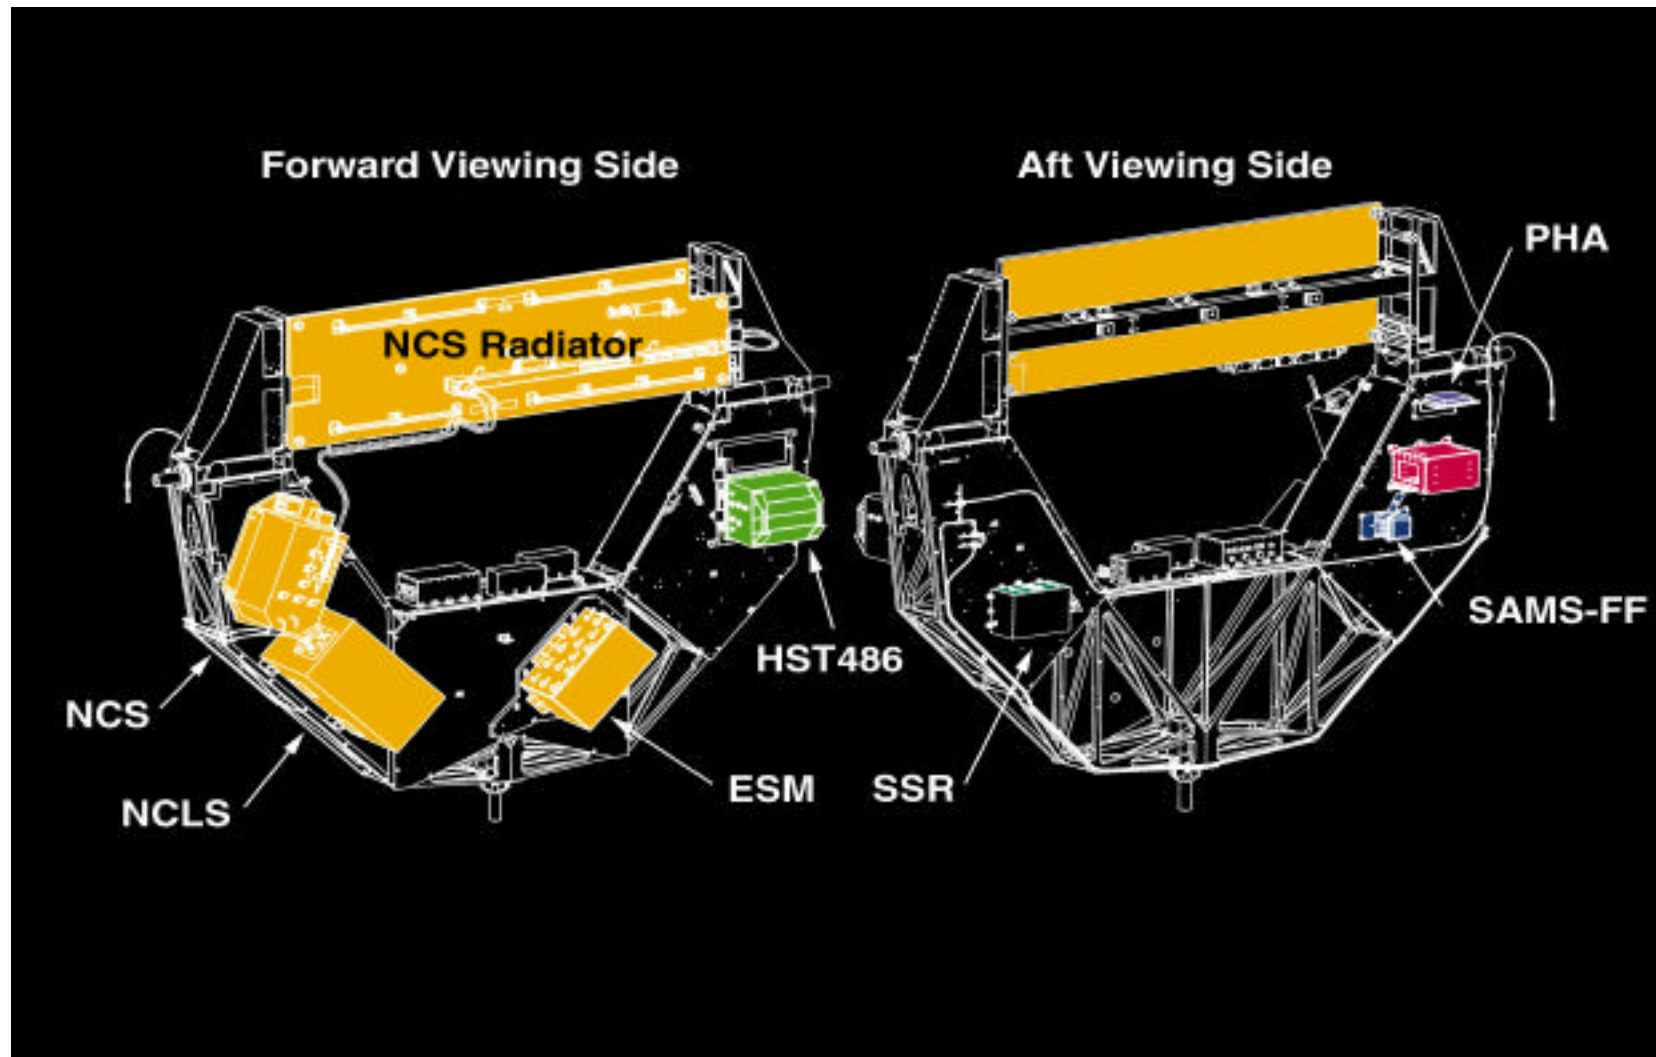 Forward Viewing Side
Aft Viewing Side
PHA
NCS Radiator
HST486
SAMS-FF
NCS
NCLS
ESM
SSR